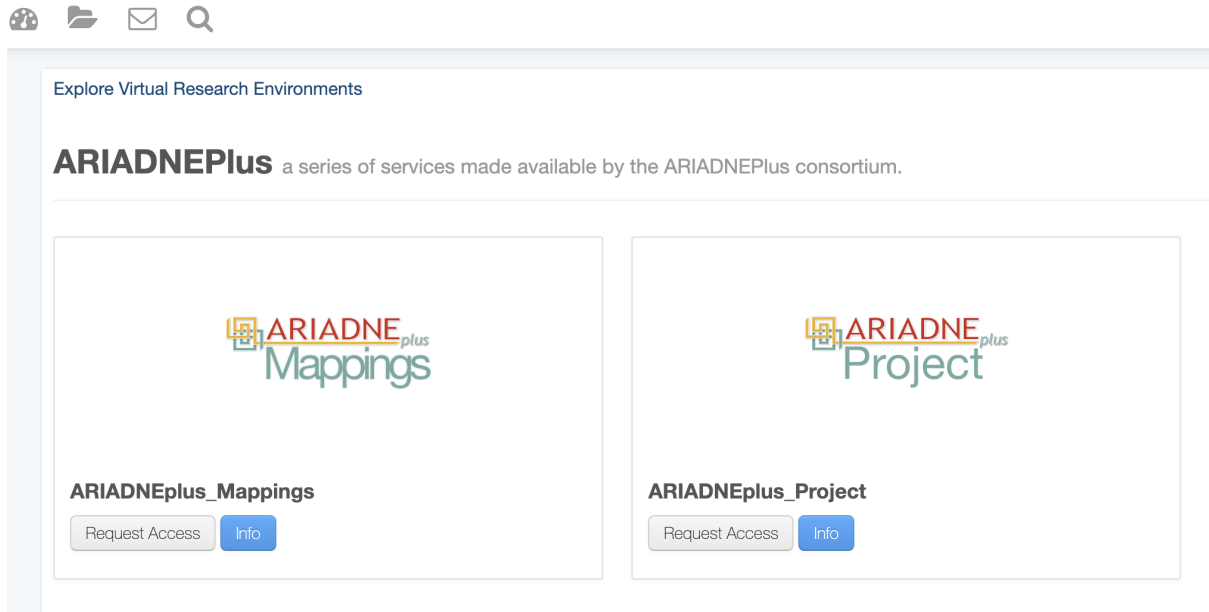 Explore Virtual Research Environments
ARIADNEPlus a series of services made available by the ARIADNEPlus consortium.
ARIADNE plus
Mappings
ARIADNEplus_Mappings
Request Access Info
ARIADNE plus
Project
ARIADNEplus_Project
Request Access Info